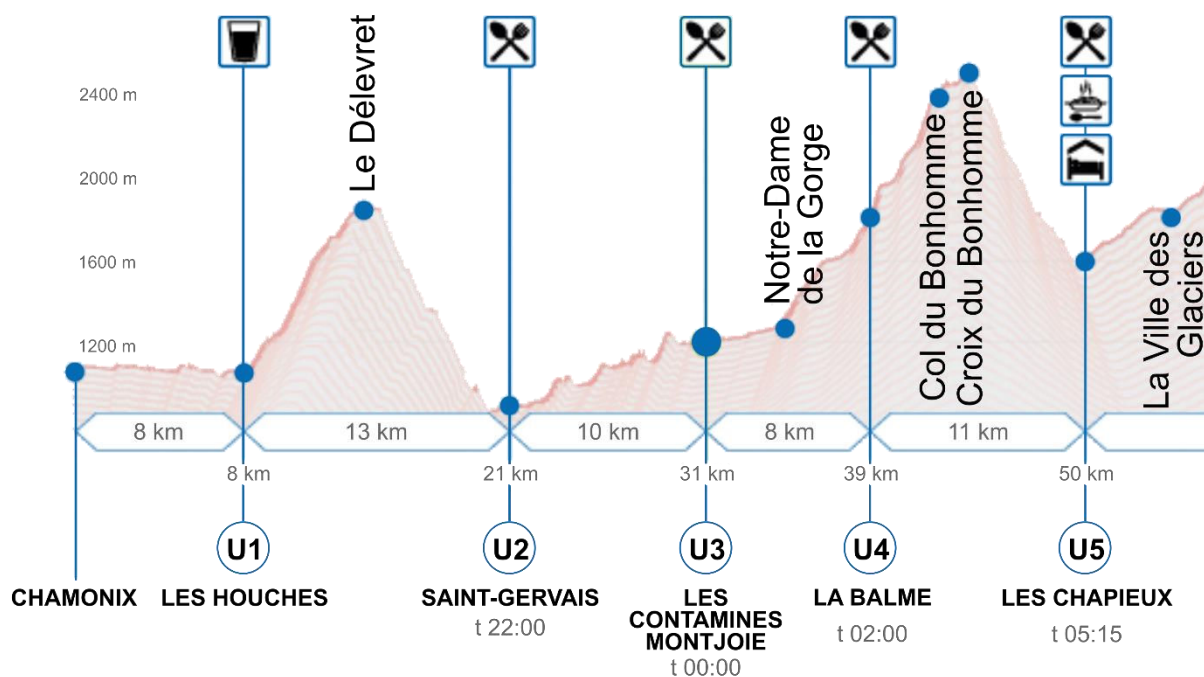 2400 m
2000 m
1600 m
1200 m
Le Délevret
Notre-Dame
de la Gorge
Col du Bonhomme
Croix du Bonhomme
La Ville des
Glaciers
8 km
13 km
10 km
8 km
11 km
8 km
21 km
31 km
39 km
50 km
U1
U2
U3
U4
U5
CHAMONIX
LES HOUCHES
SAINT-GERVAIS
t 22:00
LES
CONTAMINES
MONTJOIE
t 00:00
LA BALME
t 02:00
LES CHAPIEUX
t 05:15